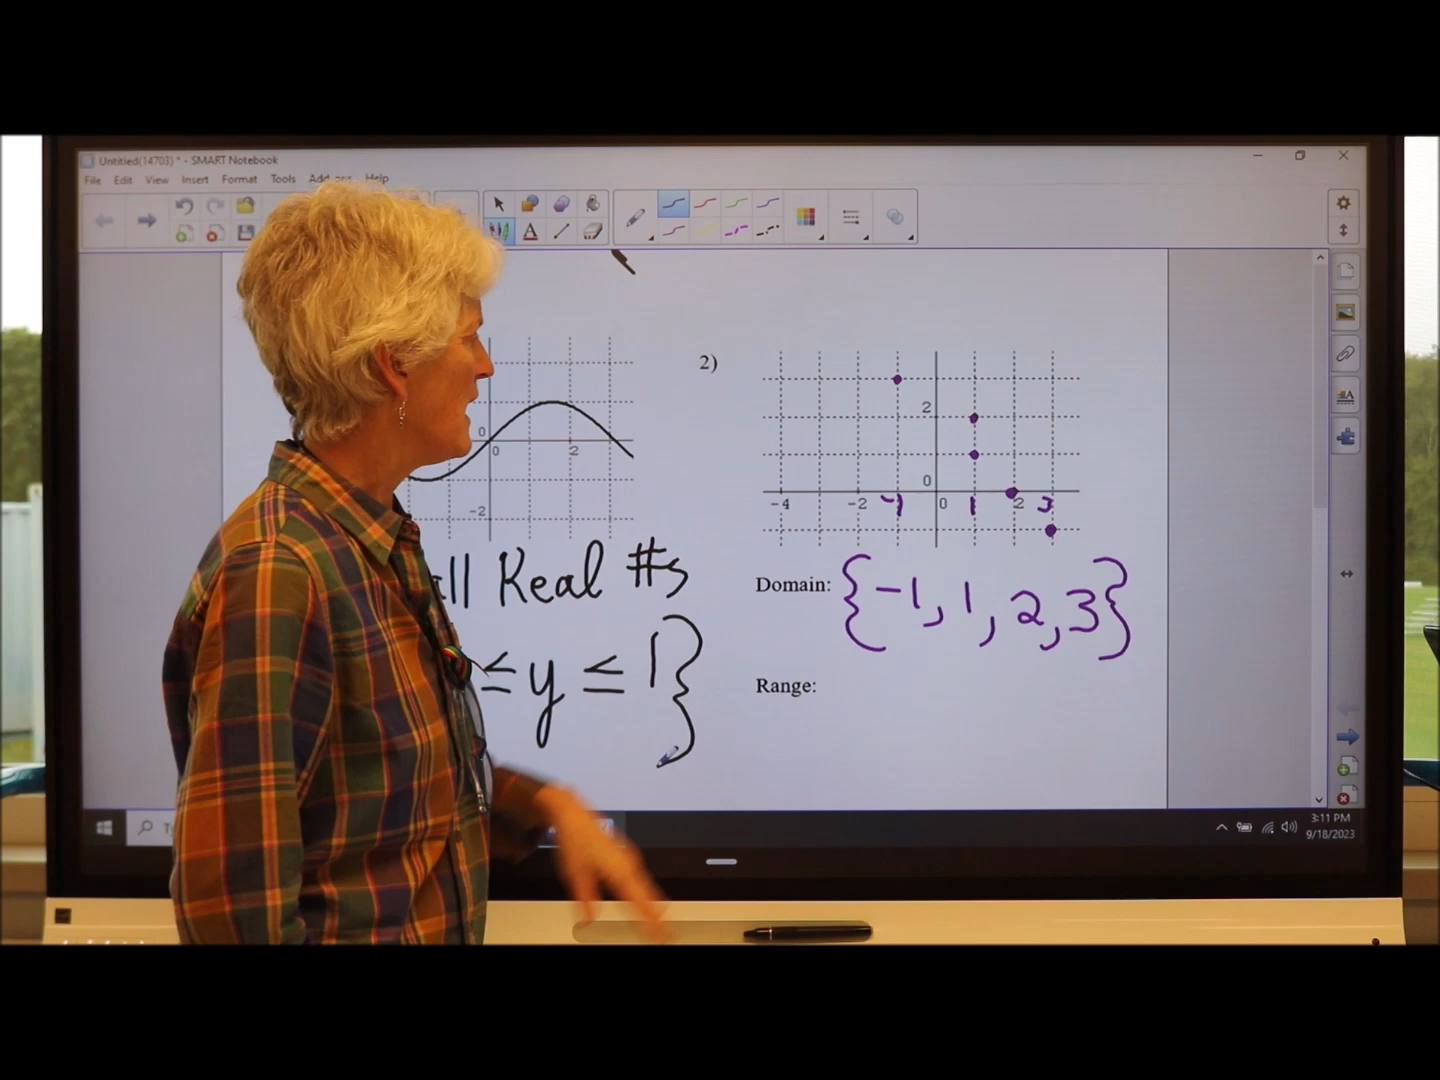 Untitled(14703) * - SMART Notebook
File Edit View Insert Format Tools Help
2)
2
0
0
0
2
-2
-4
-2
-1
0
1
2
3
all Real #s
Domain: {-1, 1, 2, 3}
≤ y ≤ 1}
Range:
3:11 PM
9/18/2023